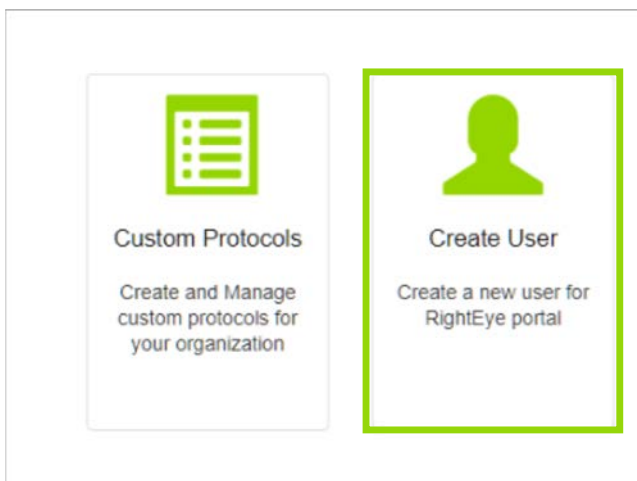 Custom Protocols
Create and Manage
custom protocols for
your organization
Create User
Create a new user for
RightEye portal